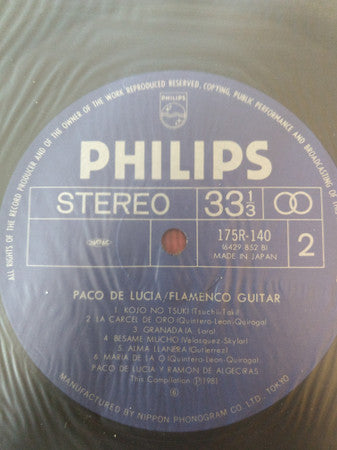 ALL RIGHTS OF THE RECORD PRODUCER AND OF THE OWNER OF THE WORK REPRODUCED RESERVED, COPYING, PUBLIC PERFORMANCE AND BROADCASTING OF
PHILIPS
PHILIPS
STEREO 33 1/3
175R-140
(6429 852 B)
MADE IN JAPAN
2
PACO DE LUCIA/FLAMENCO GUITAR
1 KOJO NO TSUKI (Tsuchii-Taki)
2 LA CARCEL DE ORO (Quintero-Leon-Quiroga)
3 GRANADA (A. Lara)
4 BESAME MUCHO (Velasquez-Skylar)
5 ALMA LLANERA (Gutierrez)
6 MARIA DE LA O (Quintero-Leon-Quiroga)
PACO DE LUCIA Y RAMON DE ALGECIRAS
This Compilation Ⓟ1981
MANUFACTURED BY NIPPON PHONOGRAM CO., LTD., TOKYO